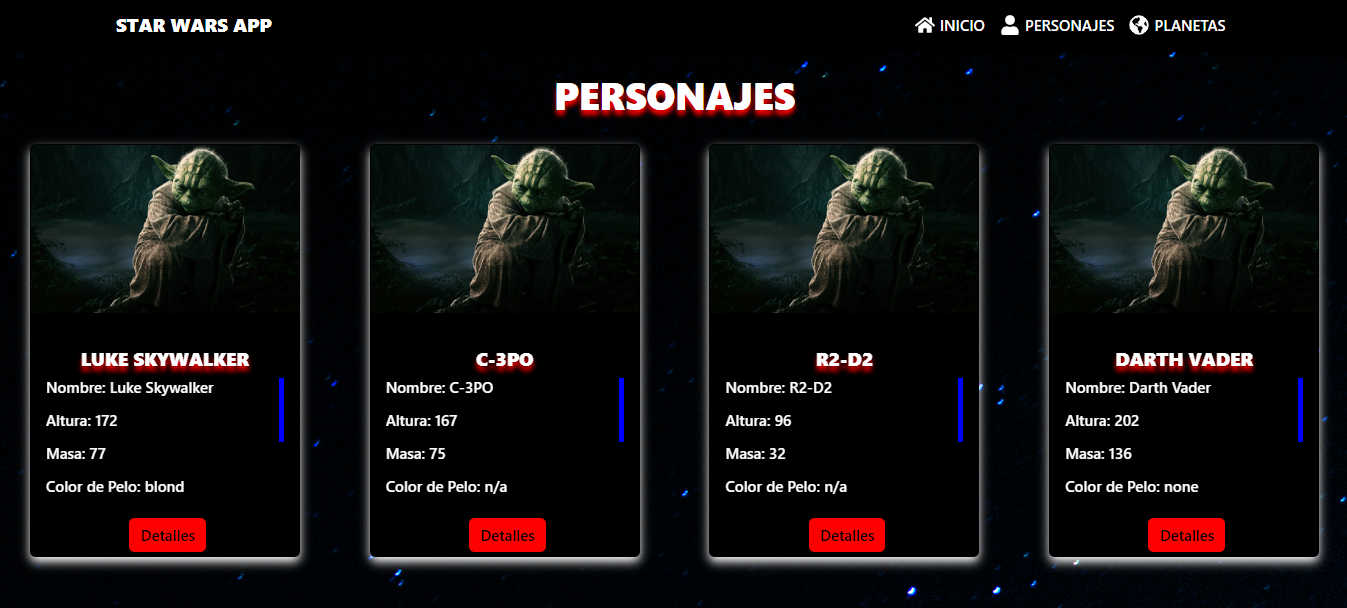 STAR WARS APP
INICIO PERSONAJES PLANETAS
PERSONAJES
LUKE SKYWALKER
Nombre: Luke Skywalker
Altura: 172
Masa: 77
Color de Pelo: blond
Detalles
C-3PO
Nombre: C-3PO
Altura: 167
Masa: 75
Color de Pelo: n/a
Detalles
R2-D2
Nombre: R2-D2
Altura: 96
Masa: 32
Color de Pelo: n/a
Detalles
DARTH VADER
Nombre: Darth Vader
Altura: 202
Masa: 136
Color de Pelo: none
Detalles